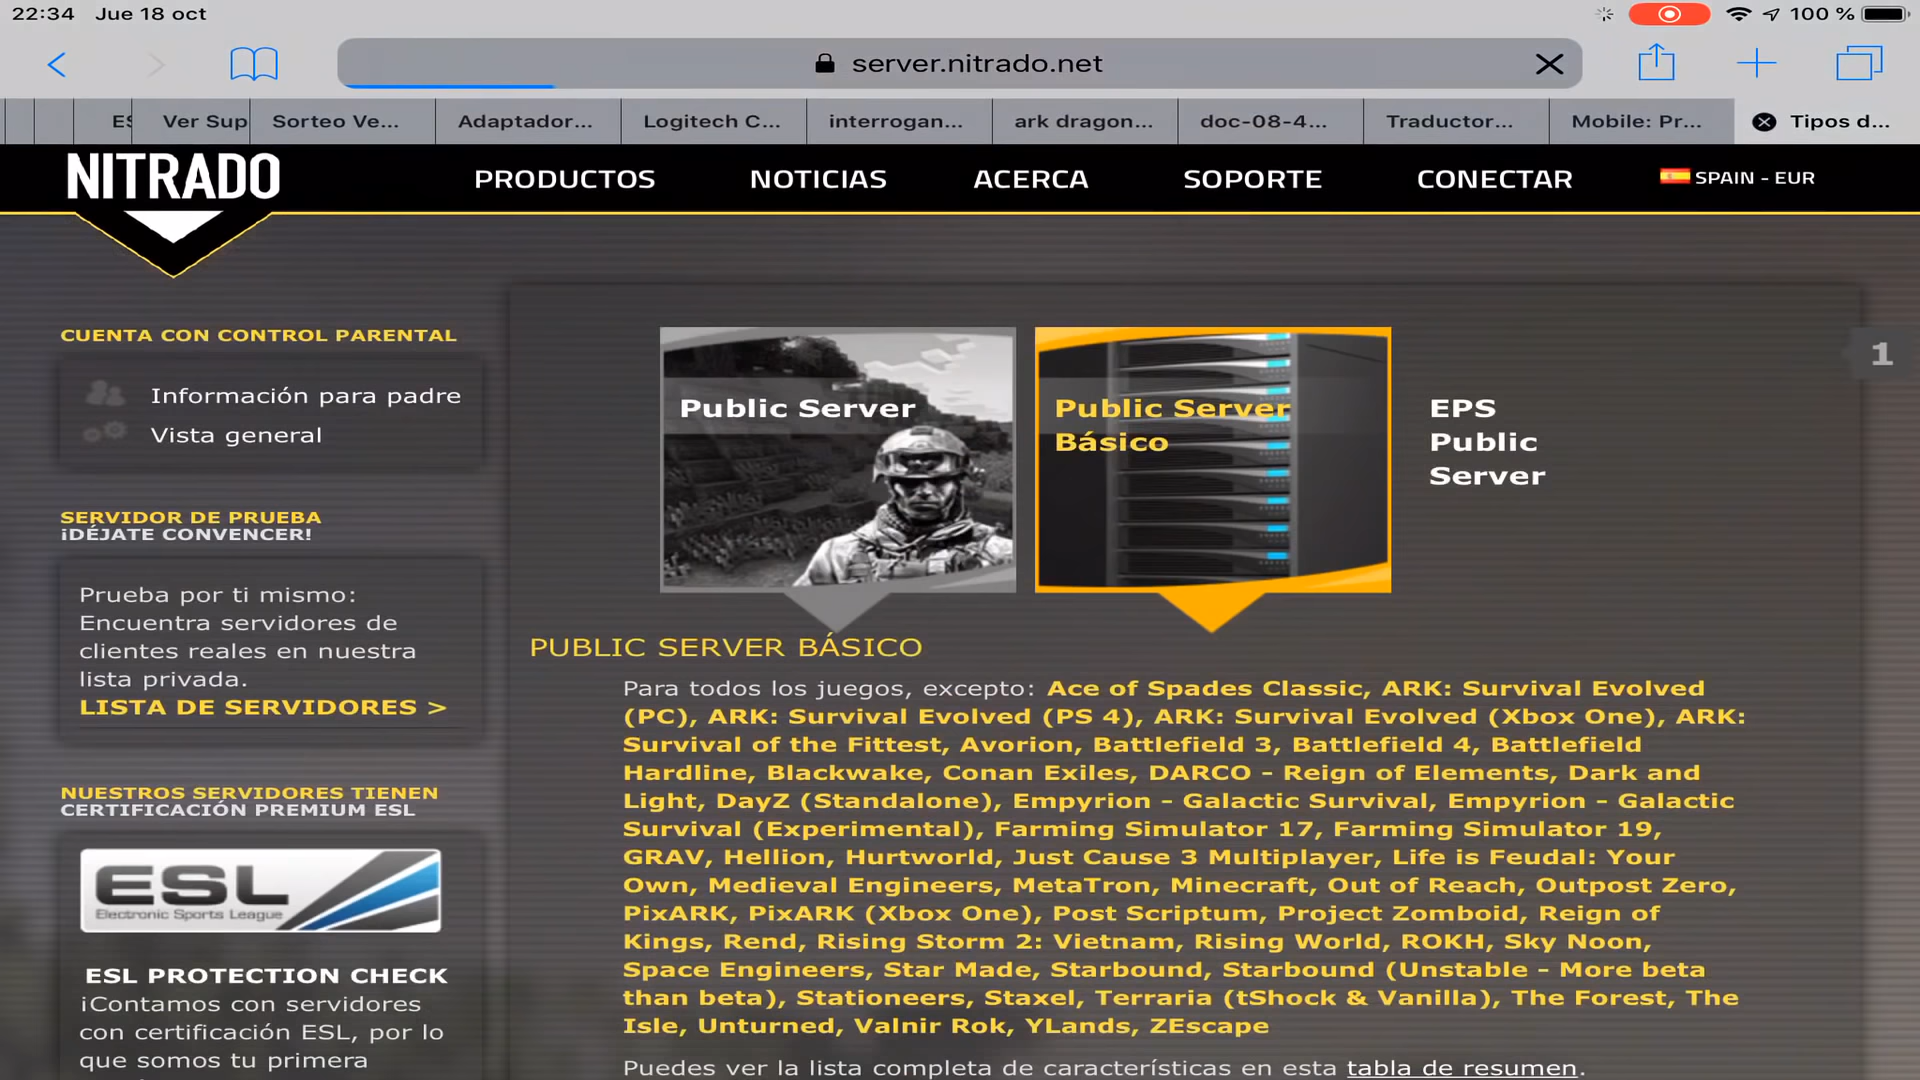 22:34 Jue 18 oct
100 %
server.nitrado.net
Ver Sup
Sorteo Ve...
Adaptador...
Logitech C...
interrogan...
ark dragon...
doc-08-4...
Traductor...
Mobile: Pr...
Tipos d...
NITRADO
PRODUCTOS
NOTICIAS
ACERCA
SOPORTE
CONECTAR
SPAIN - EUR
CUENTA CON CONTROL PARENTAL
Información para padre
Vista general
SERVIDOR DE PRUEBA
¡DÉJATE CONVENCER!
Prueba por ti mismo:
Encuentra servidores de
clientes reales en nuestra
lista privada.
LISTA DE SERVIDORES >
NUESTROS SERVIDORES TIENEN
CERTIFICACIÓN PREMIUM ESL
ESL
Electronic Sports League
ESL PROTECTION CHECK
¡Contamos con servidores
con certificación ESL, por lo
que somos tu primera
Public Server
Public Server
Básico
EPS
Public
Server
1
PUBLIC SERVER BÁSICO
Para todos los juegos, excepto: Ace of Spades Classic, ARK: Survival Evolved
(PC), ARK: Survival Evolved (PS 4), ARK: Survival Evolved (Xbox One), ARK:
Survival of the Fittest, Avorion, Battlefield 3, Battlefield 4, Battlefield
Hardline, Blackwake, Conan Exiles, DARCO - Reign of Elements, Dark and
Light, DayZ (Standalone), Empyrion - Galactic Survival, Empyrion - Galactic
Survival (Experimental), Farming Simulator 17, Farming Simulator 19,
GRAV, Hellion, Hurtworld, Just Cause 3 Multiplayer, Life is Feudal: Your
Own, Medieval Engineers, MetaTron, Minecraft, Out of Reach, Outpost Zero,
PixARK, PixARK (Xbox One), Post Scriptum, Project Zomboid, Reign of
Kings, Rend, Rising Storm 2: Vietnam, Rising World, ROKH, Sky Noon,
Space Engineers, Star Made, Starbound, Starbound (Unstable - More beta
than beta), Stationeers, Staxel, Terraria (tShock & Vanilla), The Forest, The
Isle, Unturned, Valnir Rok, YLands, ZEscape
Puedes ver la lista completa de características en esta tabla de resumen.